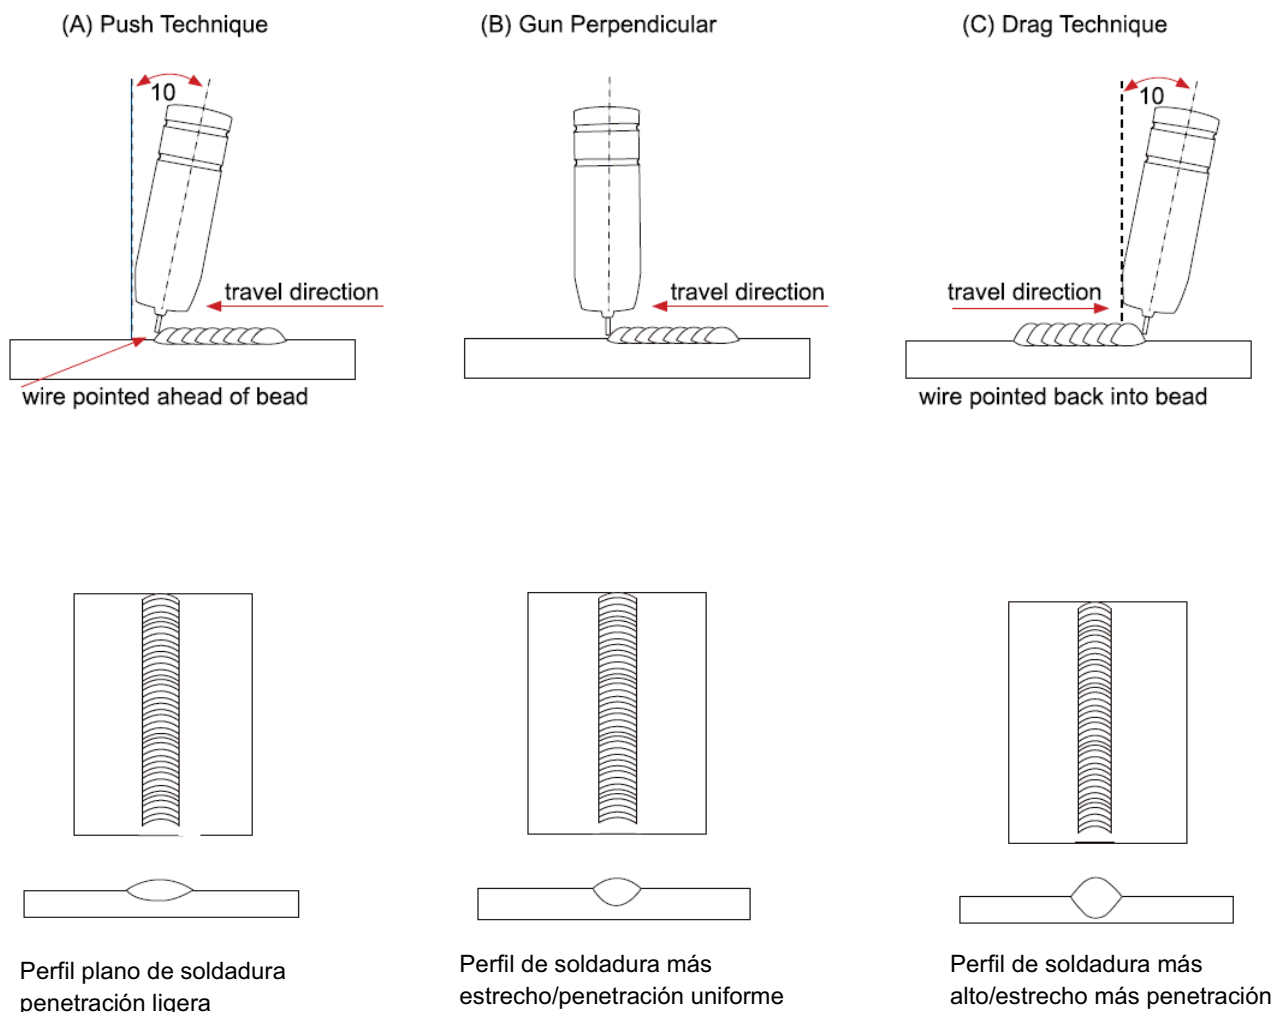 (A) Push Technique
(B) Gun Perpendicular
(C) Drag Technique
10
10
travel direction
travel direction
travel direction
wire pointed ahead of bead
wire pointed back into bead
Perfil plano de soldadura
penetración ligera
Perfil de soldadura más
estrecho/penetración uniforme
Perfil de soldadura más
alto/estrecho más penetración